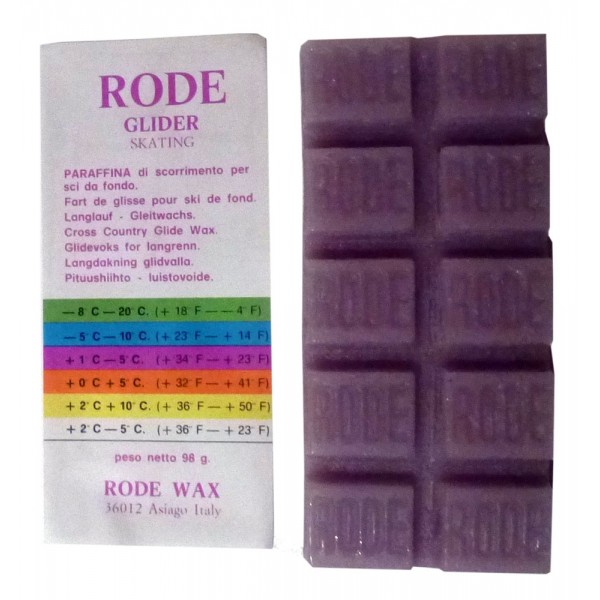 RODE
GLIDER
SKATING
PARAFFINA di scorrimento per
sci da fondo.
Fart de glisse pour ski de fond.
Langlauf - Gleitwachs.
Cross Country Glide Wax.
Glidevoks for langrenn.
Langdakning glidvalla.
Pituushiihto - luistovoide.
— 8° C — 20° C. (+ 18° F — — 4° F)
— 5° C — 10° C. (+ 23° F — + 14° F)
+ 1° C — 5° C. (+ 34° F — + 23° F)
+ 0° C + 5° C. (+ 32° F — + 41° F)
+ 2° C + 10° C. (+ 36° F — + 50° F)
+ 2° C — 5° C. (+ 36° F — + 23° F)
peso netto 98 g.
RODE WAX
36012 Asiago Italy
RODE RODE
RODE RODE
RODE RODE
RODE RODE
RODE RODE